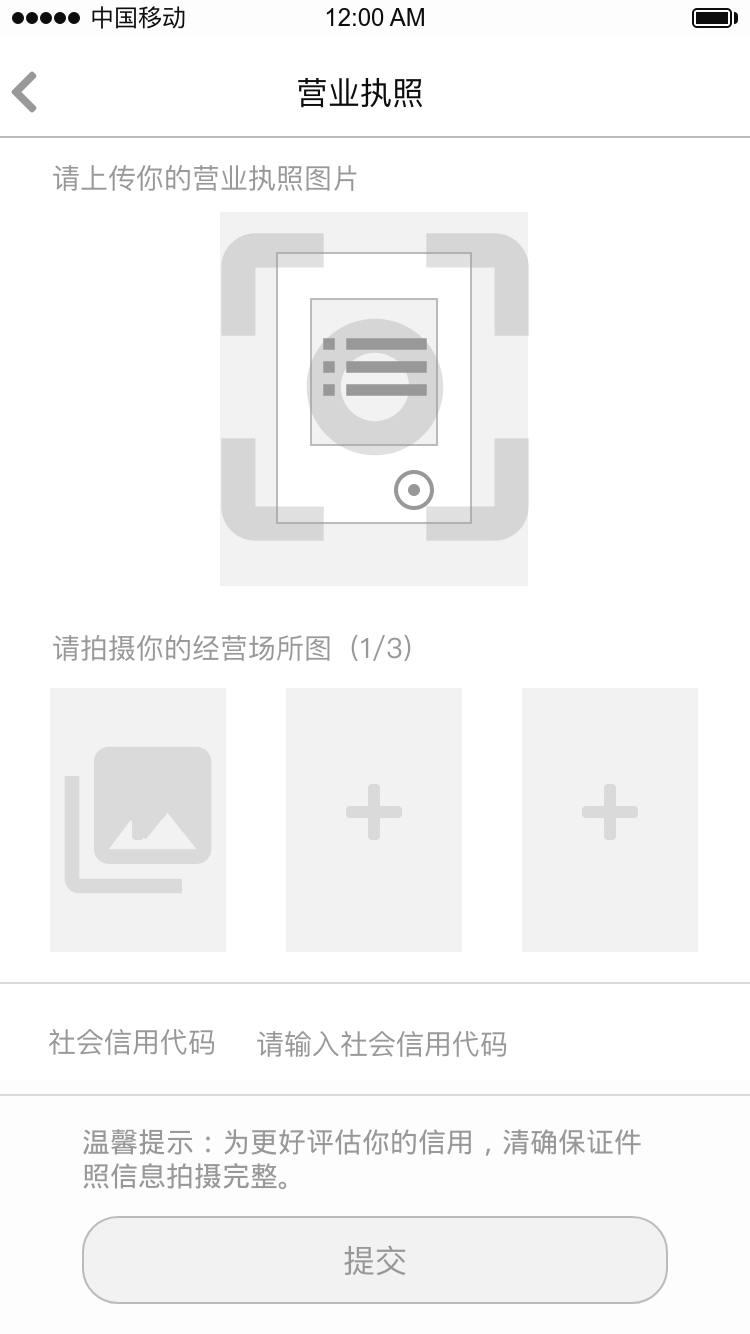 中国移动 12:00 AM
营业执照
请上传你的营业执照图片
请拍摄你的经营场所图（1/3）
社会信用代码 请输入社会信用代码
温馨提示：为更好评估你的信用，清确保证件
照信息拍摄完整。
提交